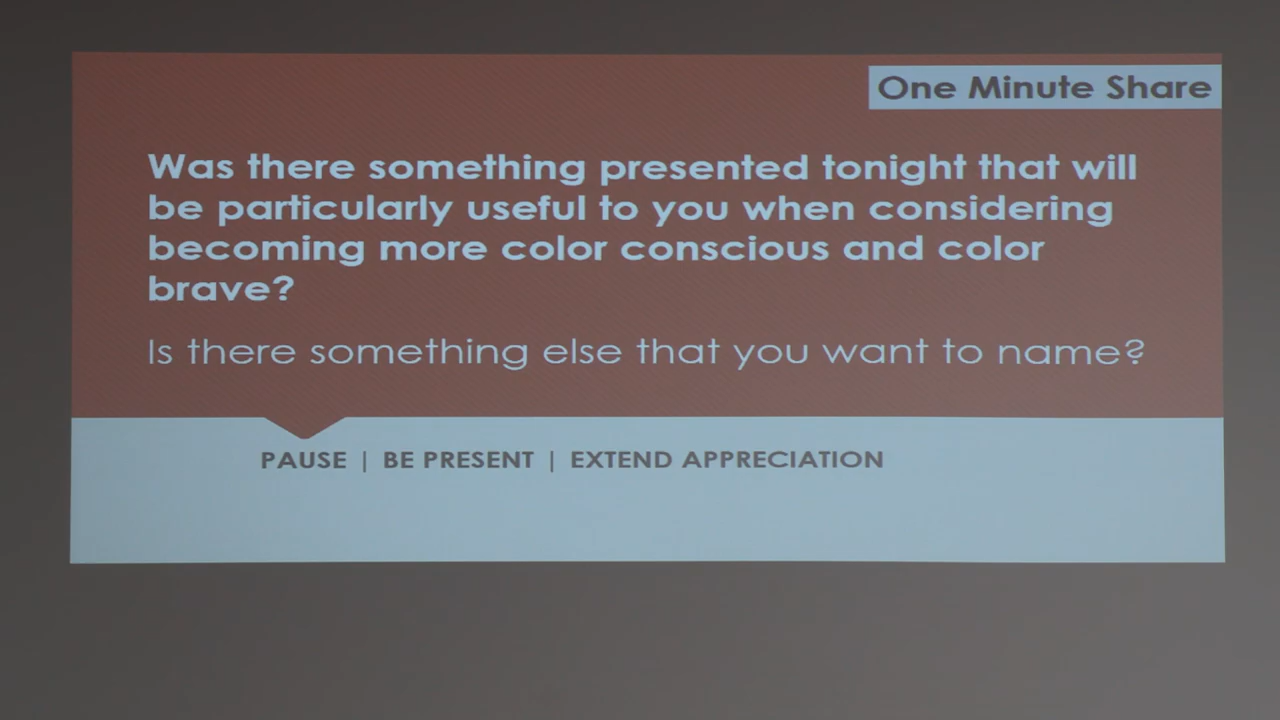 One Minute Share
Was there something presented tonight that will
be particularly useful to you when considering
becoming more color conscious and color
brave?
Is there something else that you want to name?
PAUSE | BE PRESENT | EXTEND APPRECIATION